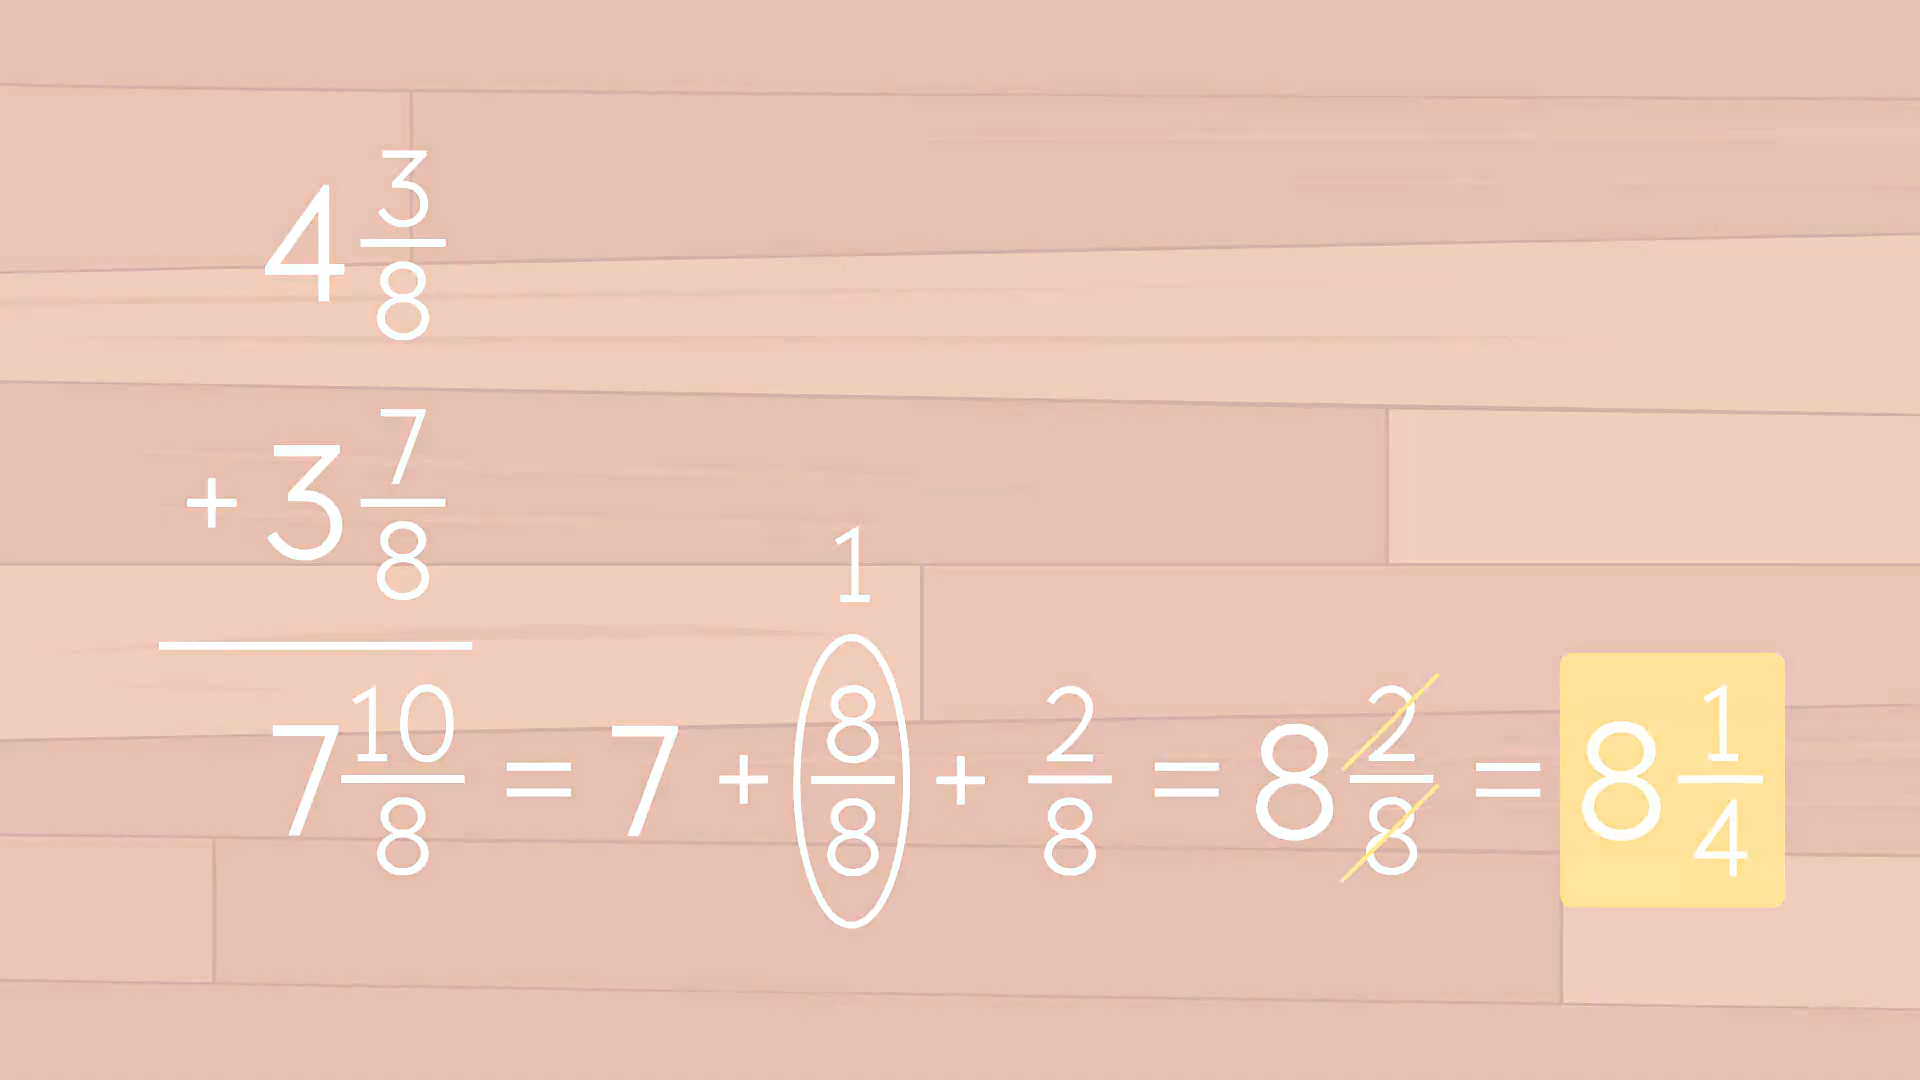 4 3/8
+ 3 7/8
1
7 10/8 = 7 + 8/8 + 2/8 = 8 2/8 = 8 1/4